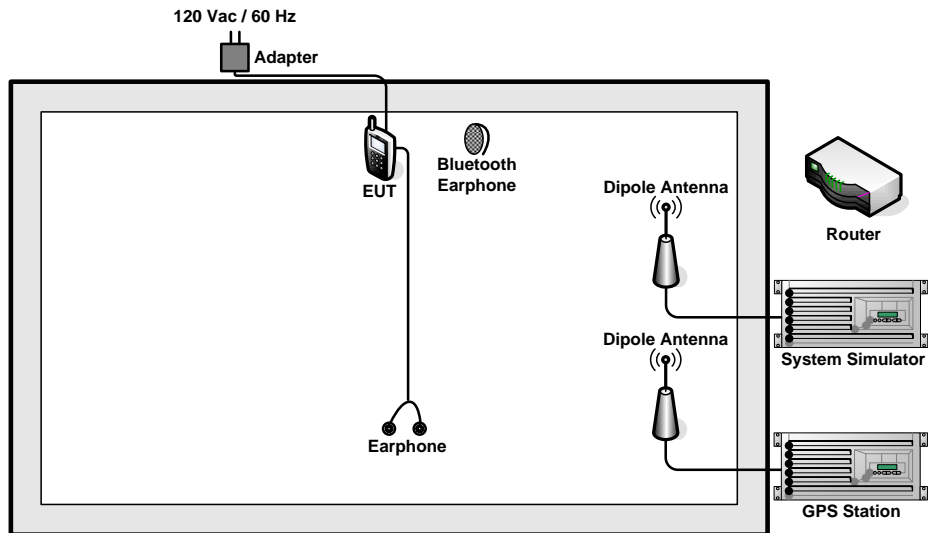 120 Vac / 60 Hz
Adapter
EUT
Bluetooth
Earphone
Dipole Antenna
Router
System Simulator
Dipole Antenna
Earphone
GPS Station